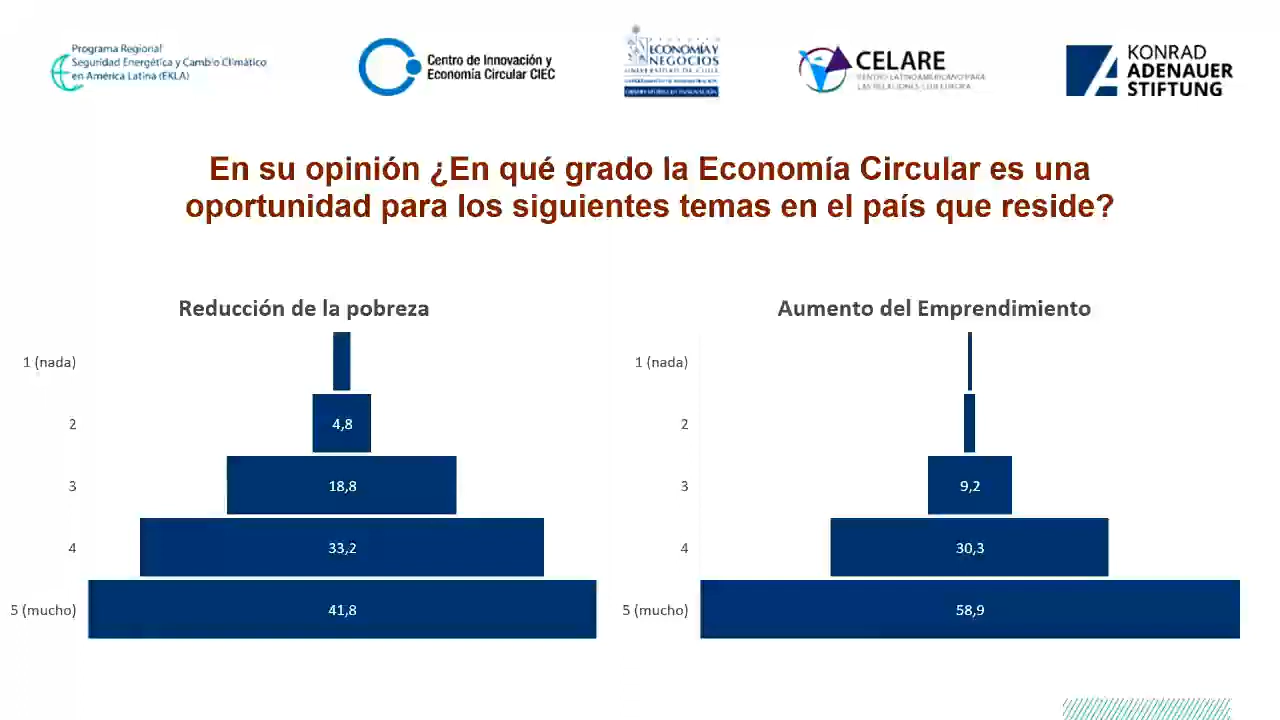 Programa Regional
Seguridad Energética y Cambio Climático
en América Latina (EKLA)
Centro de Innovación y
Economía Circular CIEC
ECONOMÍA Y
NEGOCIOS
UNIVERSIDAD DE CHILE
CELARE
CENTRO LATINOAMERICANO PARA
LAS RELACIONES CON EUROPA
KONRAD
ADENAUER
STIFTUNG
En su opinión ¿En qué grado la Economía Circular es una
oportunidad para los siguientes temas en el país que reside?
Reducción de la pobreza
1 (nada)
2
4,8
3
18,8
4
33,2
5 (mucho)
41,8
Aumento del Emprendimiento
1 (nada)
2
3
9,2
4
30,3
5 (mucho)
58,9